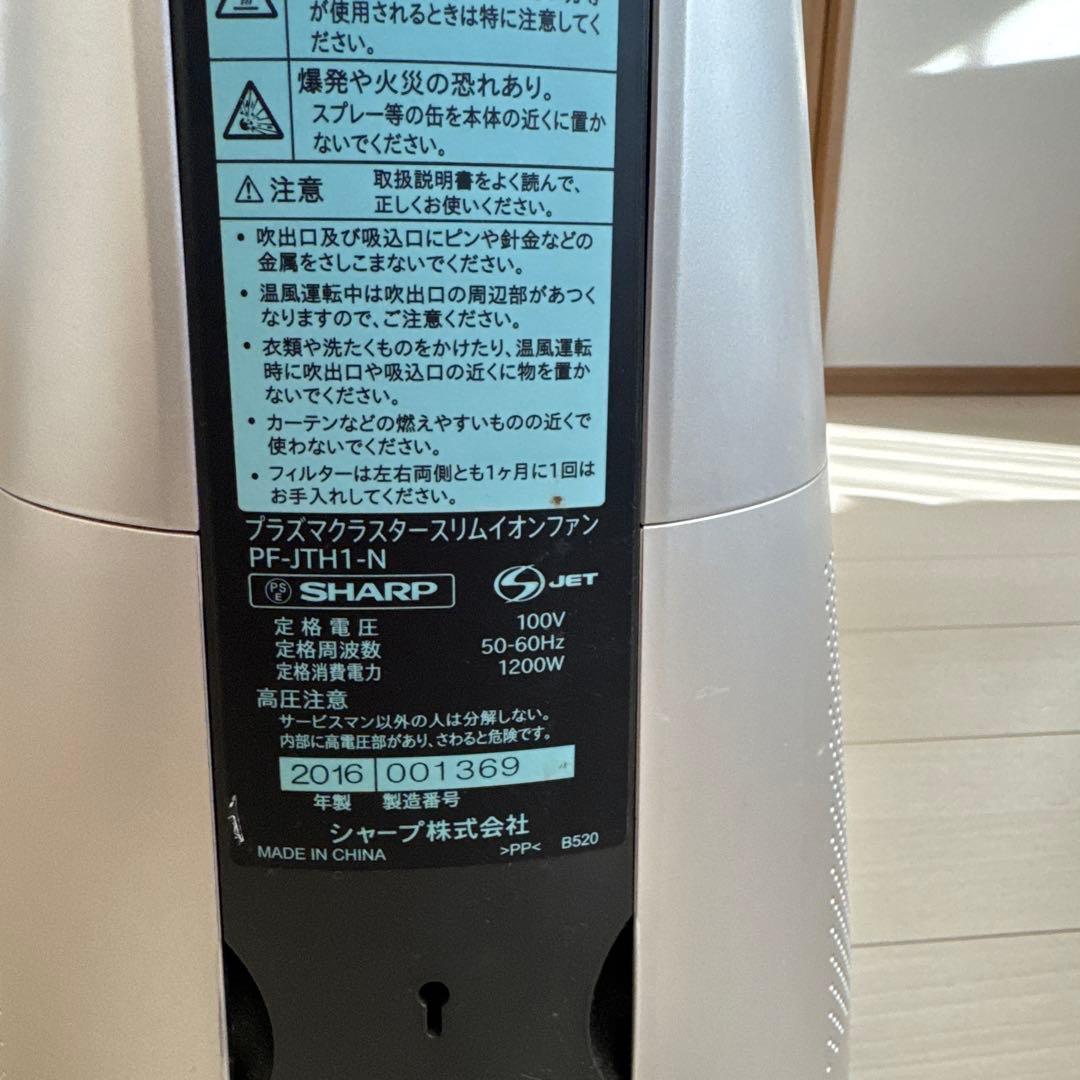 が使用されるときは特に注意してく
ださい。
爆発や火災の恐れあり。
スプレー等の缶を本体の近くに置か
ないでください。
注意
取扱説明書をよく読んで、
正しくお使いください。
・吹出口及び吸込口にピンや針金などの
金属をさしこまないでください。
・温風運転中は吹出口の周辺部があつく
なりますので、ご注意ください。
・衣類や洗たくものをかけたり、温風運転
時に吹出口や吸込口の近くに物を置か
ないでください。
・カーテンなどの燃えやすいものの近くで
使わないでください。
・フィルターは左右両側とも1ヶ月に1回は
お手入れしてください。
プラズマクラスタースリムイオンファン
PF-JTH1-N
PSE SHARP S JET
定格電圧 100V
定格周波数 50-60Hz
定格消費電力 1200W
高圧注意
サービスマン以外の人は分解しない。
内部に高電圧部があり、さわると危険です。
2016 001369
年製 製造番号
シャープ株式会社
MADE IN CHINA >PP< B520